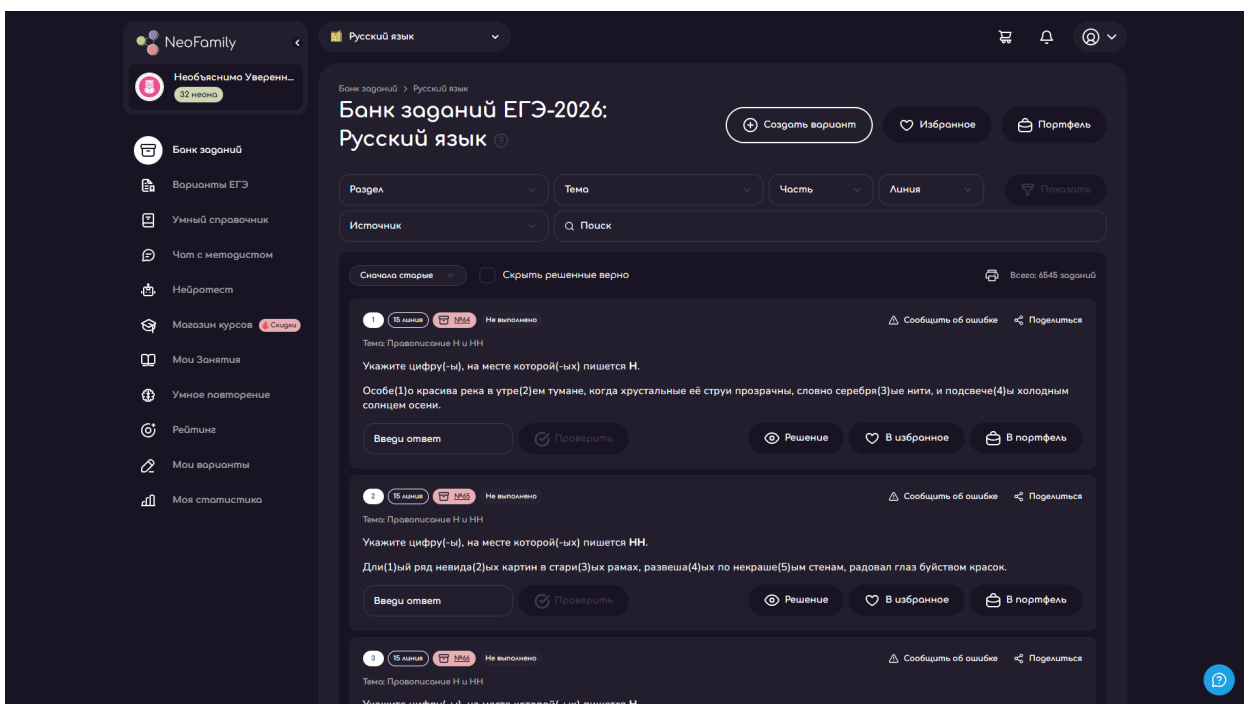 NeoFamily
Русский язык
Необъяснимо Уверенн...
32 неона
Банк заданий > Русский язык
Банк заданий ЕГЭ-2026:
Русский язык
Создать вариант
Избранное
Портфель
Банк заданий
Варианты ЕГЭ
Умный справочник
Чат с методистом
Нейротест
Магазин курсов Скидки
Мои Занятия
Умное повторение
Рейтинг
Мои варианты
Моя статистика
Раздел
Тема
Часть
Линия
Показать
Источник
Поиск
Сначала старые
Скрыть решенные верно
Всего: 6545 заданий
1 15 линия №64 Не выполнено
Сообщить об ошибке Поделиться
Тема: Правописание Н и НН
Укажите цифру(-ы), на месте которой(-ых) пишется Н.
Особе(1)о красива река в утре(2)ем тумане, когда хрустальные её струи прозрачны, словно серебря(3)ые нити, и подсвече(4)ы холодным
солнцем осени.
Введи ответ Проверить Решение В избранное В портфель
2 15 линия №65 Не выполнено
Сообщить об ошибке Поделиться
Тема: Правописание Н и НН
Укажите цифру(-ы), на месте которой(-ых) пишется НН.
Дли(1)ый ряд невида(2)ых картин в стари(3)ых рамах, развеша(4)ых по некраше(5)ым стенам, радовал глаз буйством красок.
Введи ответ Проверить Решение В избранное В портфель
3 15 линия №66 Не выполнено
Сообщить об ошибке Поделиться
Тема: Правописание Н и НН
Укажите цифру(-ы), на месте которой(-ых) пишется Н.